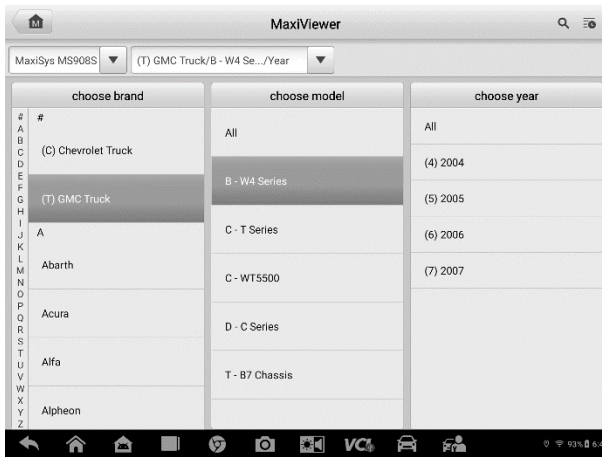 M
MaxiViewer
MaxiSys MS908S
(T) GMC Truck/B - W4 Se.../Year
choose brand
choose model
choose year
#
A
B
C
D
E
F
G
H
I
J
K
L
M
N
O
P
Q
R
S
T
U
V
W
X
Y
Z
#
(C) Chevrolet Truck
(T) GMC Truck
A
Abarth
Acura
Alfa
Alpheon
All
B - W4 Series
C - T Series
C - WT5500
D - C Series
T - B7 Chassis
All
(4) 2004
(5) 2005
(6) 2006
(7) 2007
VCI
93%